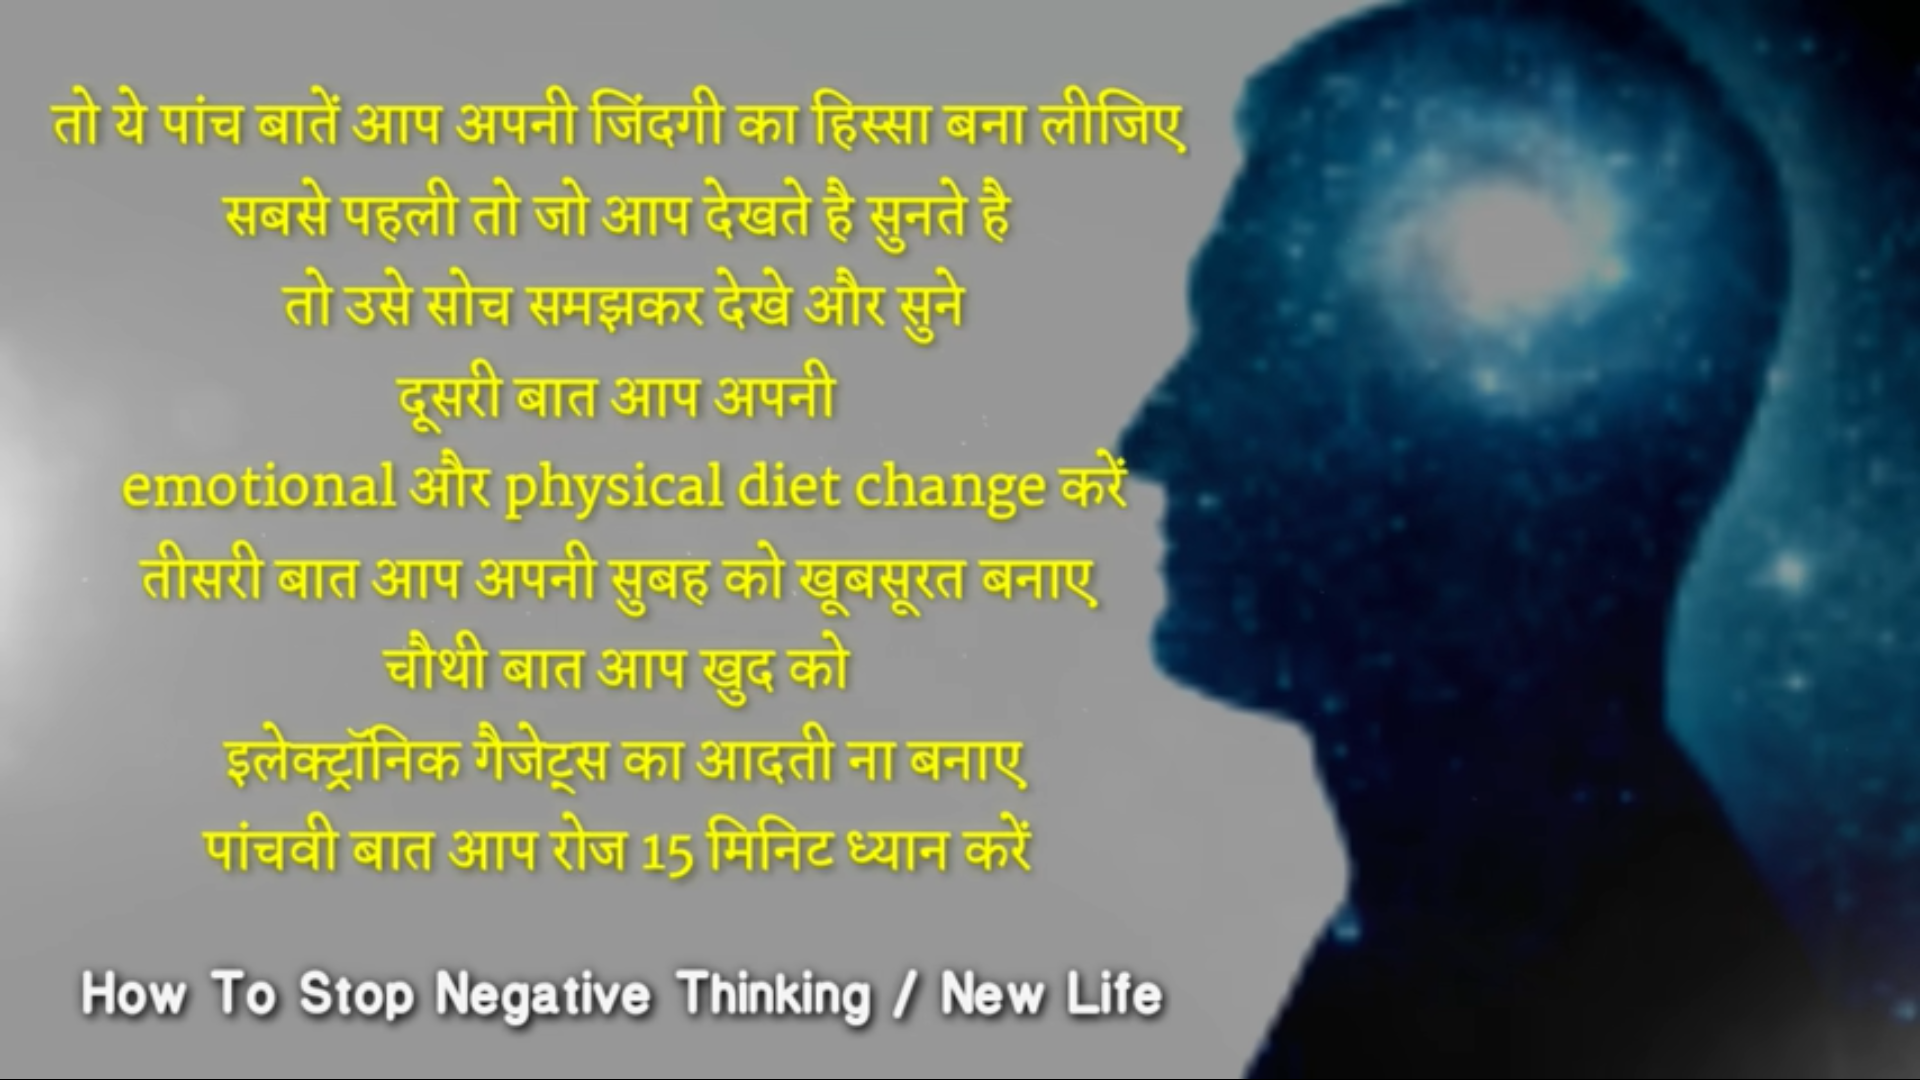 तो ये पांच बातें आप अपनी जिंदगी का हिस्सा बना लीजिए
सबसे पहली तो जो आप देखते है सुनते है
तो उसे सोच समझकर देखे और सुने
दूसरी बात आप अपनी
emotional और physical diet change करें
तीसरी बात आप अपनी सुबह को खूबसूरत बनाए
चौथी बात आप खुद को
इलेक्ट्रॉनिक गैजेट्स का आदती ना बनाए
पांचवी बात आप रोज 15 मिनिट ध्यान करें
How To Stop Negative Thinking / New Life